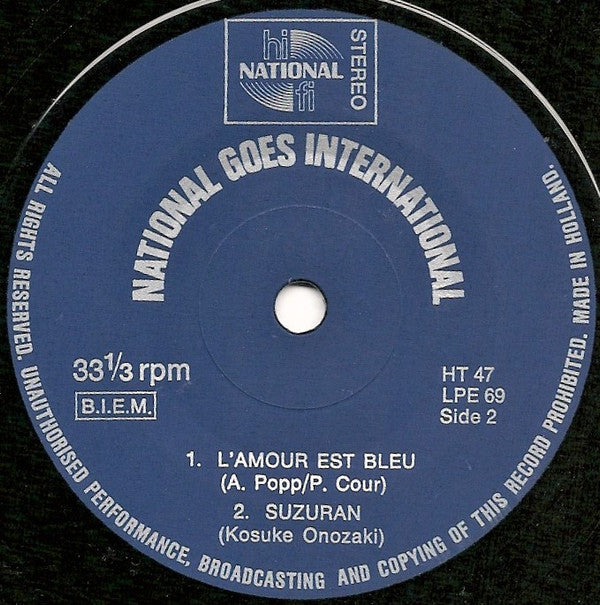 hi
NATIONAL
fi
STEREO
NATIONAL GOES INTERNATIONAL
33 1/3 rpm
B.I.E.M.
HT 47
LPE 69
Side 2
1. L'AMOUR EST BLEU
(A. Popp/P. Cour)
2. SUZURAN
(Kosuke Onozaki)
ALL RIGHTS RESERVED. UNAUTHORISED PERFORMANCE, BROADCASTING AND COPYING OF THIS RECORD PROHIBITED. MADE IN HOLLAND.